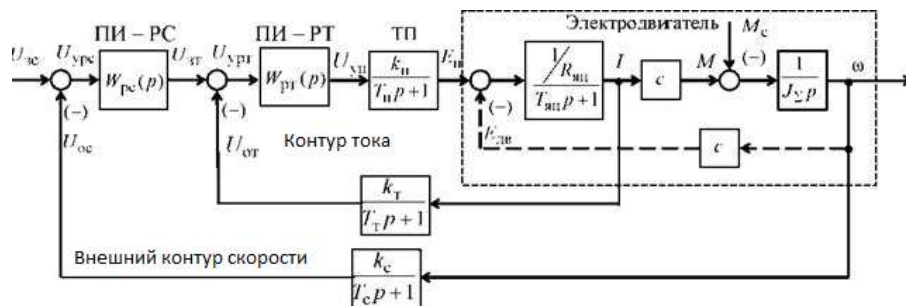 ПИ – РС
ПИ – РТ
ТП
Электродвигатель
M_c
U_зс
U_урс
W_рс(p)
U_зт
U_урт
W_рт(p)
U_уп
k_п
T_п p+1
E_п
1/R_яц
T_яц p+1
I
c
M
(–)
1
J_Σ p
ω
(–)
U_ос
(–)
U_от
Контур тока
(–)
E_дв
c
k_т
T_т p+1
Внешний контур скорости
k_с
T_с p+1